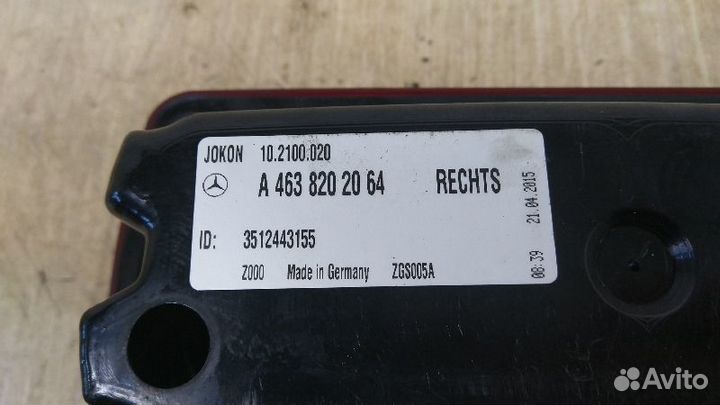 JOKON 10.2100.020
A 463 820 20 64 RECHTS
ID: 3512443155
Z000 Made in Germany ZGS005A
08:39 21.04.2015
Avito